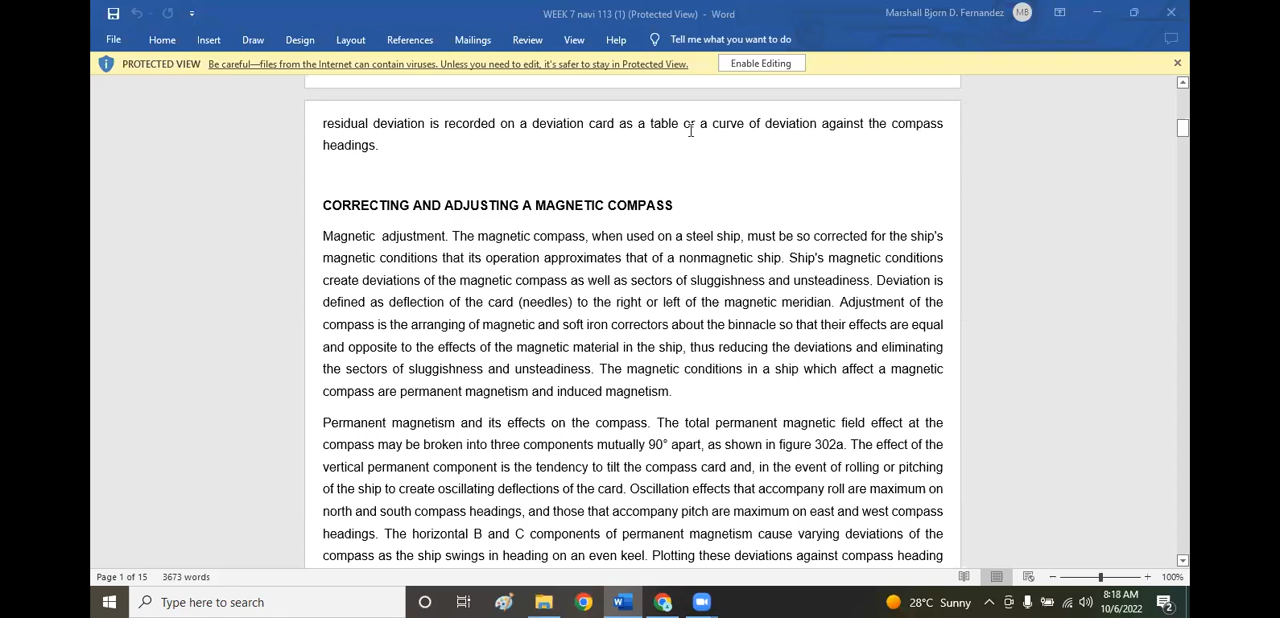 WEEK 7 navi 113 (1) (Protected View) - Word
Marshall Bjorn D. Fernandez MB
File Home Insert Draw Design Layout References Mailings Review View Help Tell me what you want to do
PROTECTED VIEW Be careful—files from the Internet can contain viruses. Unless you need to edit, it's safer to stay in Protected View. Enable Editing
residual deviation is recorded on a deviation card as a table or a curve of deviation against the compass
headings.
CORRECTING AND ADJUSTING A MAGNETIC COMPASS
Magnetic adjustment. The magnetic compass, when used on a steel ship, must be so corrected for the ship's
magnetic conditions that its operation approximates that of a nonmagnetic ship. Ship's magnetic conditions
create deviations of the magnetic compass as well as sectors of sluggishness and unsteadiness. Deviation is
defined as deflection of the card (needles) to the right or left of the magnetic meridian. Adjustment of the
compass is the arranging of magnetic and soft iron correctors about the binnacle so that their effects are equal
and opposite to the effects of the magnetic material in the ship, thus reducing the deviations and eliminating
the sectors of sluggishness and unsteadiness. The magnetic conditions in a ship which affect a magnetic
compass are permanent magnetism and induced magnetism.
Permanent magnetism and its effects on the compass. The total permanent magnetic field effect at the
compass may be broken into three components mutually 90° apart, as shown in figure 302a. The effect of the
vertical permanent component is the tendency to tilt the compass card and, in the event of rolling or pitching
of the ship to create oscillating deflections of the card. Oscillation effects that accompany roll are maximum on
north and south compass headings, and those that accompany pitch are maximum on east and west compass
headings. The horizontal B and C components of permanent magnetism cause varying deviations of the
compass as the ship swings in heading on an even keel. Plotting these deviations against compass heading
Page 1 of 15 3673 words 100%
Type here to search 28°C Sunny 8:18 AM
10/6/2022 2